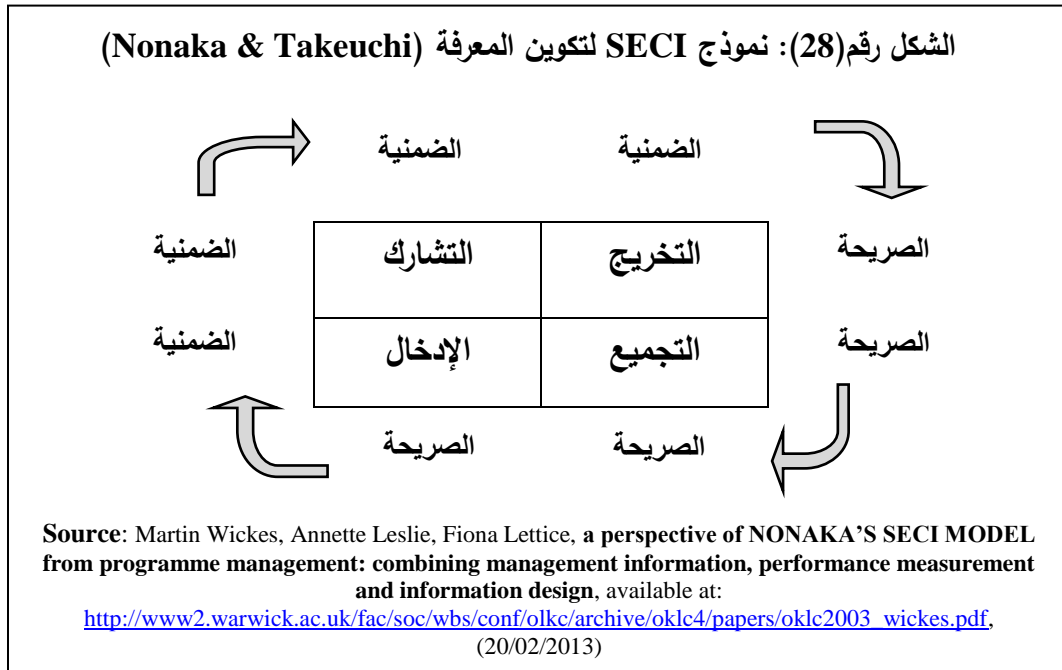 الشكل رقم(28): نموذج SECI لتكوين المعرفة (Nonaka & Takeuchi)
الضمنية الضمنية
الصريحة التخريج التشارك الضمنية
الصريحة التجميع الإدخال الضمنية
الصريحة الصريحة
Source: Martin Wickes, Annette Leslie, Fiona Lettice, a perspective of NONAKA'S SECI MODEL
from programme management: combining management information, performance measurement
and information design, available at:
http://www2.warwick.ac.uk/fac/soc/wbs/conf/olkc/archive/oklc4/papers/oklc2003_wickes.pdf,
(20/02/2013)